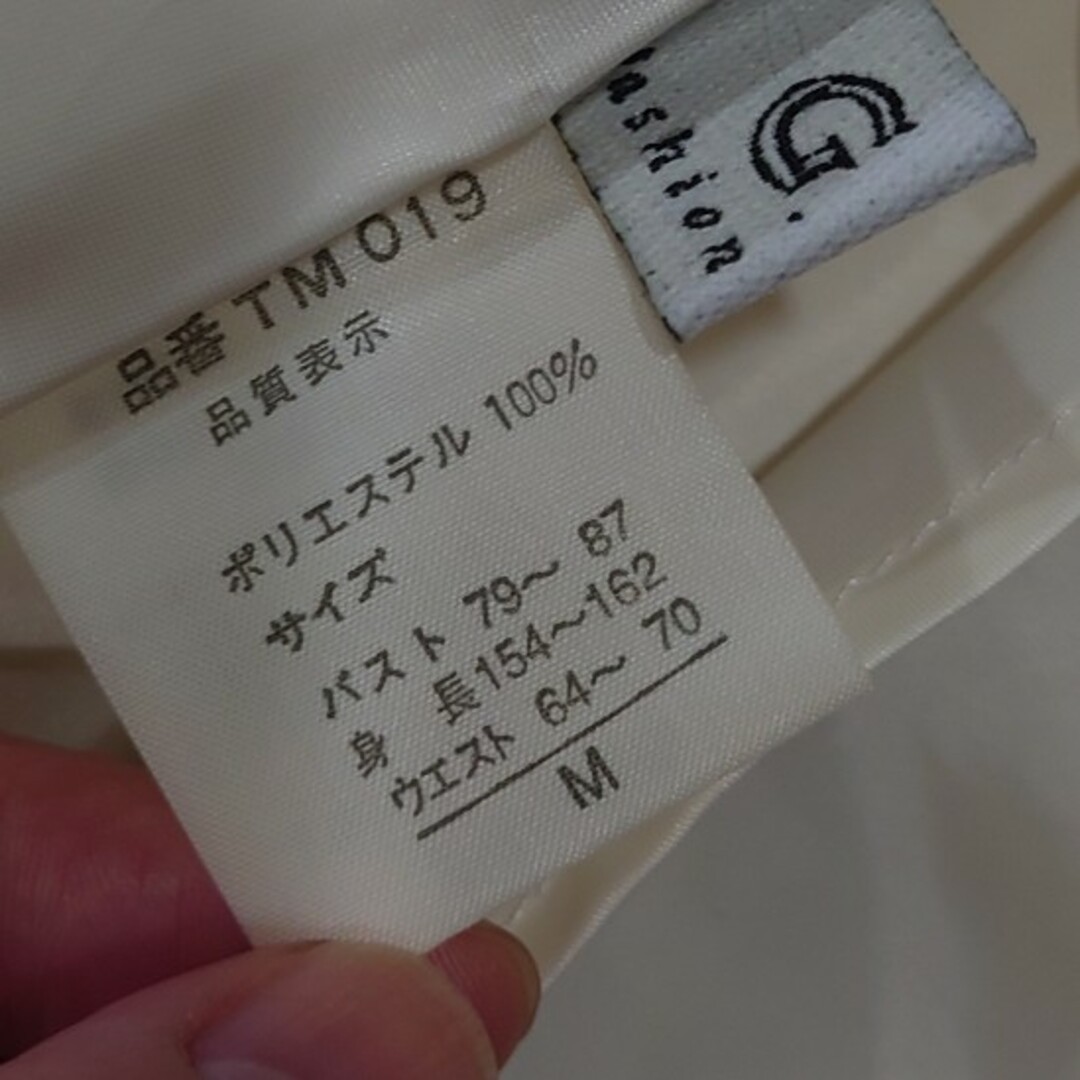 G
fashion
品番 TM019
品質表示
ポリエステル 100%
サイズ
バスト 79〜 87
身 長154〜162
ウエスト 64〜 70
M